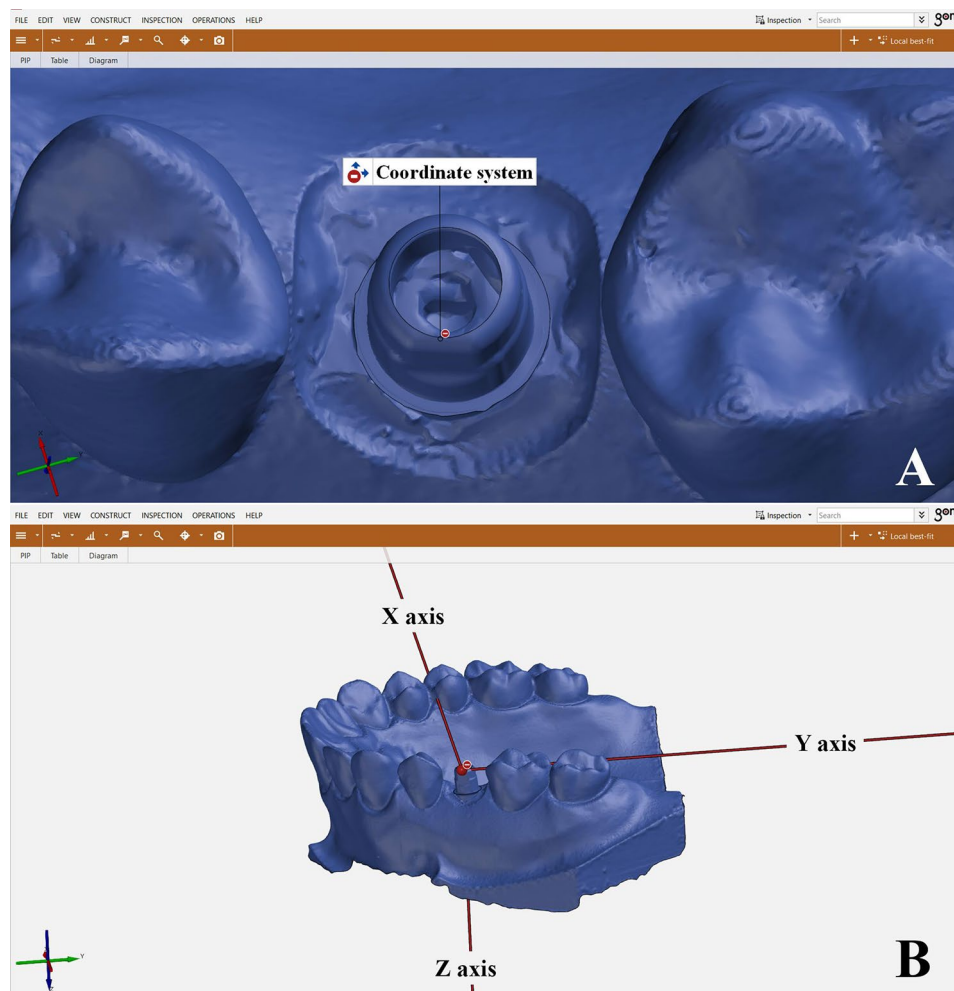 FILE EDIT VIEW CONSTRUCT INSPECTION OPERATIONS HELP Inspection Search
Local best-fit
PIP Table Diagram
Coordinate system
X
Y
A
FILE EDIT VIEW CONSTRUCT INSPECTION OPERATIONS HELP Inspection Search
Local best-fit
PIP Table Diagram
X axis
Y axis
Y
Z axis
B